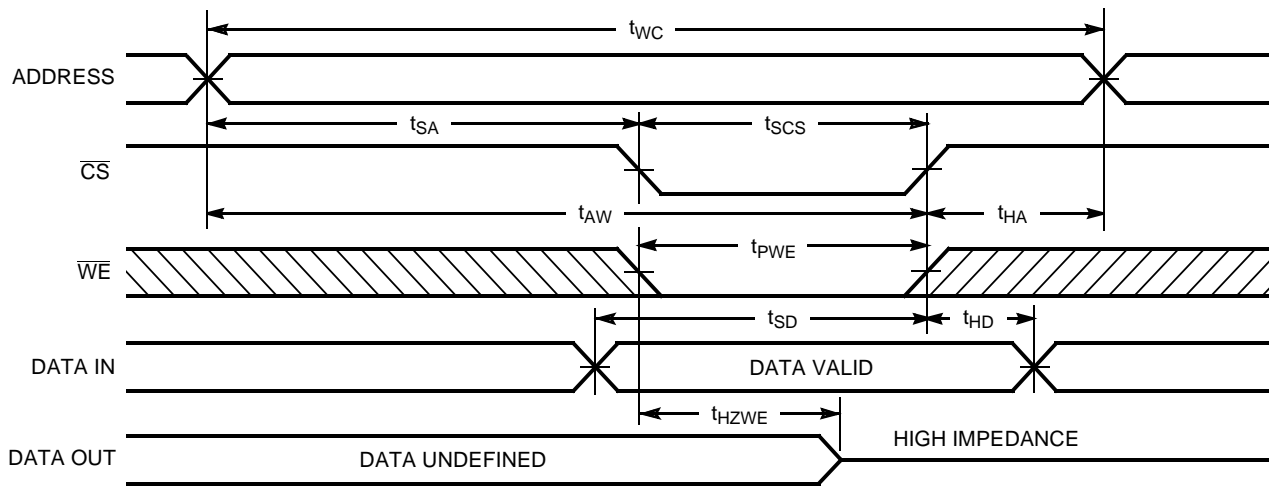 tWC
ADDRESS
tSA
tSCS
CS
tAW
tHA
tPWE
WE
tSD
tHD
DATA IN
DATA VALID
tHZWE
HIGH IMPEDANCE
DATA OUT
DATA UNDEFINED